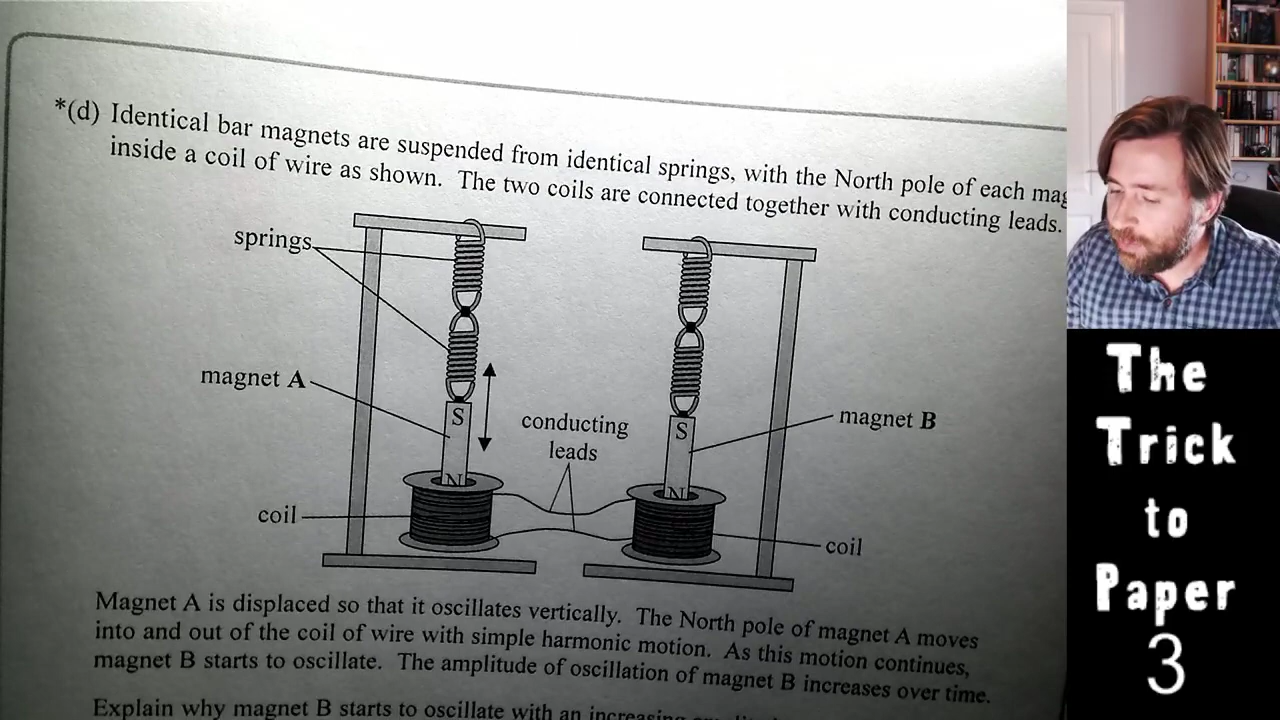 *(d) Identical bar magnets are suspended from identical springs, with the North pole of each
inside a coil of wire as shown. The two coils are connected together with conducting leads.
springs
magnet A
S
N
coil
conducting
leads
S
N
magnet B
coil
Magnet A is displaced so that it oscillates vertically. The North pole of magnet A moves
into and out of the coil of wire with simple harmonic motion. As this motion continues,
magnet B starts to oscillate. The amplitude of oscillation of magnet B increases over time.
Explain why magnet B starts to oscillate with an increasing
The
Trick
to
Paper
3